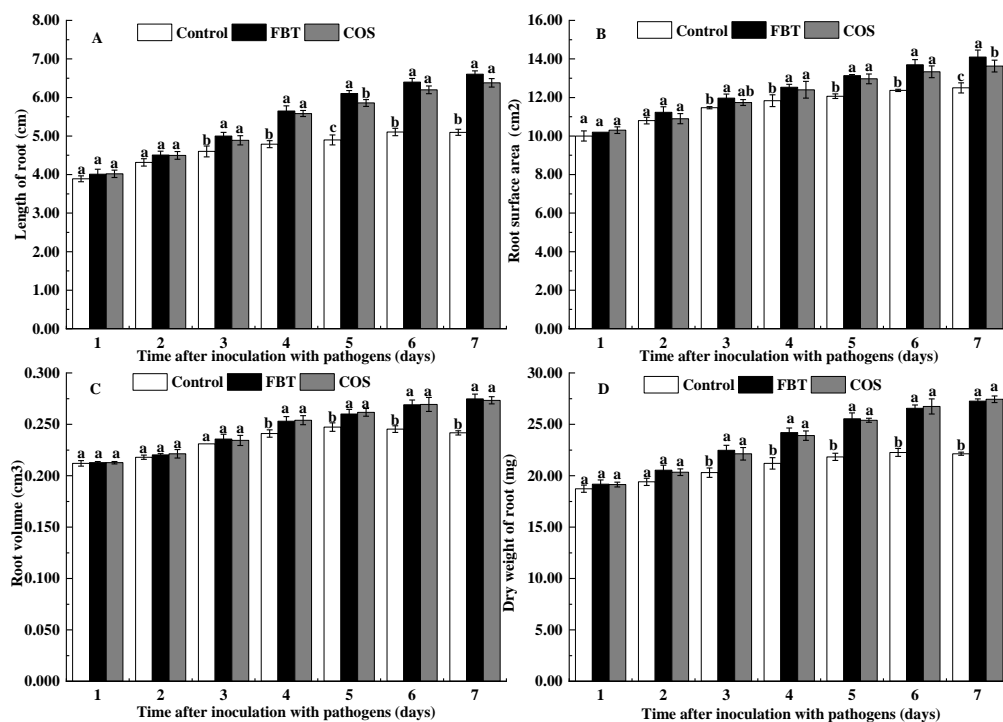 A
Control FBT COS
Length of root (cm)
8.00
7.00
6.00
5.00
4.00
3.00
2.00
1.00
0.00
a a a
a a a
b a a
b a a
c a b
b a a
b a a
1 2 3 4 5 6 7
Time after inoculation with pathogens (days)
B
Control FBT COS
Root surface area (cm2)
16.00
14.00
12.00
10.00
8.00
6.00
4.00
2.00
0.00
a a a
a a a
b a ab
a a a
b a a
b a a
c a b
1 2 3 4 5 6 7
Time after inoculation with pathogens (days)
C
Control FBT COS
Root volume (cm3)
0.300
0.250
0.200
0.150
0.100
0.050
0.000
a a a
a a a
a a a
b a a
b a a
b a a
b a a
1 2 3 4 5 6 7
Time after inoculation with pathogens (days)
D
Control FBT COS
Dry weight of root (mg)
30.00
25.00
20.00
15.00
10.00
5.00
0.00
a a a
a a a
b a a
b a a
b a a
b a a
b a a
1 2 3 4 5 6 7
Time after inoculation with pathogens (days)